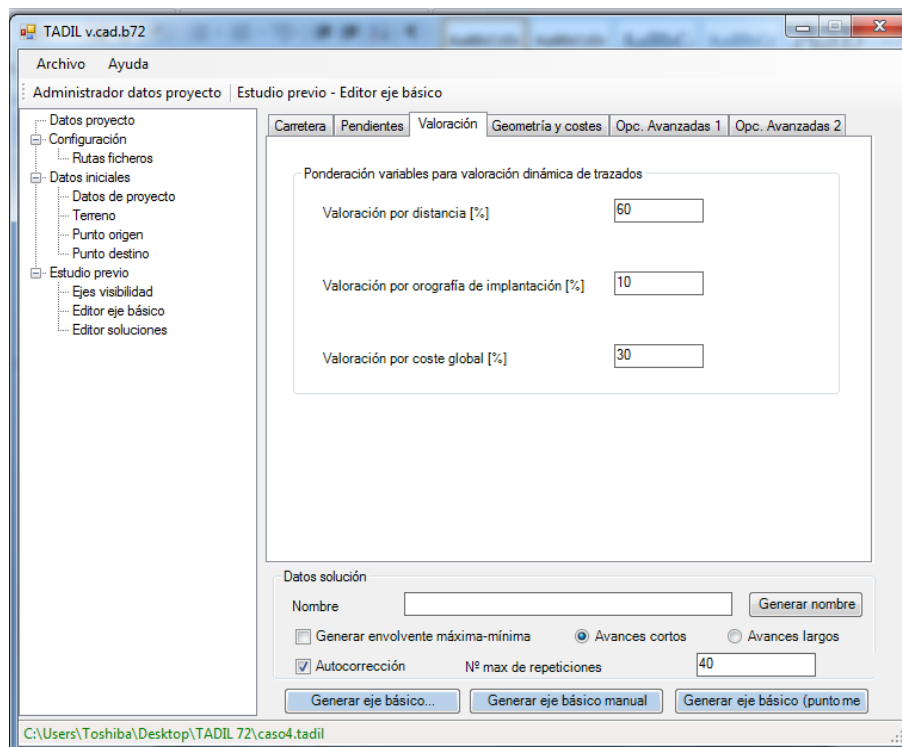 TADIL v.cad.b72
Archivo Ayuda
Administrador datos proyecto Estudio previo - Editor eje básico
Datos proyecto
Configuración
Rutas ficheros
Datos iniciales
Datos de proyecto
Terreno
Punto origen
Punto destino
Estudio previo
Ejes visibilidad
Editor eje básico
Editor soluciones
Carretera Pendientes Valoración Geometría y costes Opc. Avanzadas 1 Opc. Avanzadas 2
Ponderación variables para valoración dinámica de trazados
Valoración por distancia [%] 60
Valoración por orografía de implantación [%] 10
Valoración por coste global [%] 30
Datos solución
Nombre Generar nombre
Generar envolvente máxima-mínima Avances cortos Avances largos
Autocorrección Nº max de repeticiones 40
Generar eje básico... Generar eje básico manual Generar eje básico (punto me
C:\Users\Toshiba\Desktop\TADIL 72\caso4.tadil